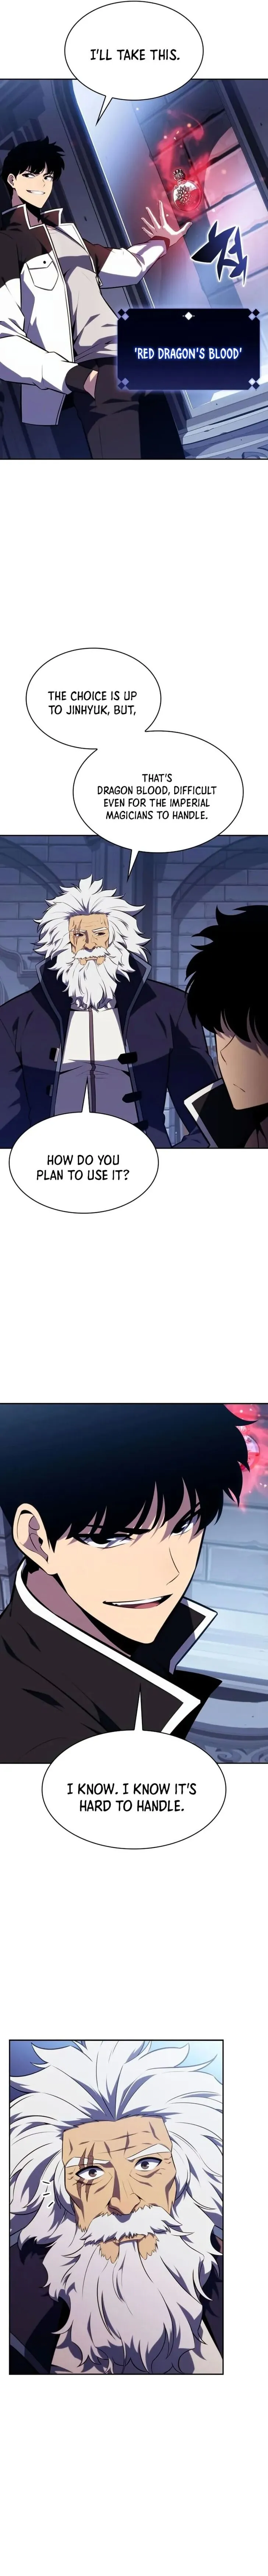 I'LL TAKE THIS.
'RED DRAGON'S BLOOD'
THE CHOICE IS UP
TO JINHYUK, BUT,
THAT'S
DRAGON BLOOD, DIFFICULT
EVEN FOR THE IMPERIAL
MAGICIANS TO HANDLE.
HOW DO YOU
PLAN TO USE IT?
I KNOW. I KNOW IT'S
HARD TO HANDLE.